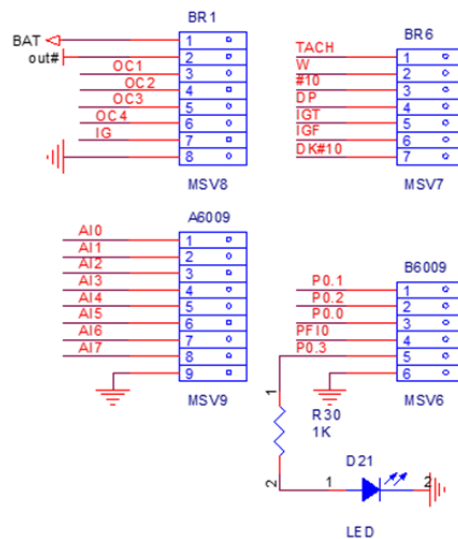 BR1
BAT 1
out# 2
OC1 3
OC2 4
OC3 5
OC4 6
IG 7
8
MSV8
BR6
TACH 1
W 2
#10 3
DP 4
IGT 5
IGF 6
DK#10 7
MSV7
A6009
AI0 1
AI1 2
AI2 3
AI3 4
AI4 5
AI5 6
AI6 7
AI7 8
9
MSV9
B6009
P0.1 1
P0.2 2
P0.0 3
PFI0 4
P0.3 5
6
MSV6
1
R30
1K
2
D21
1 2
LED